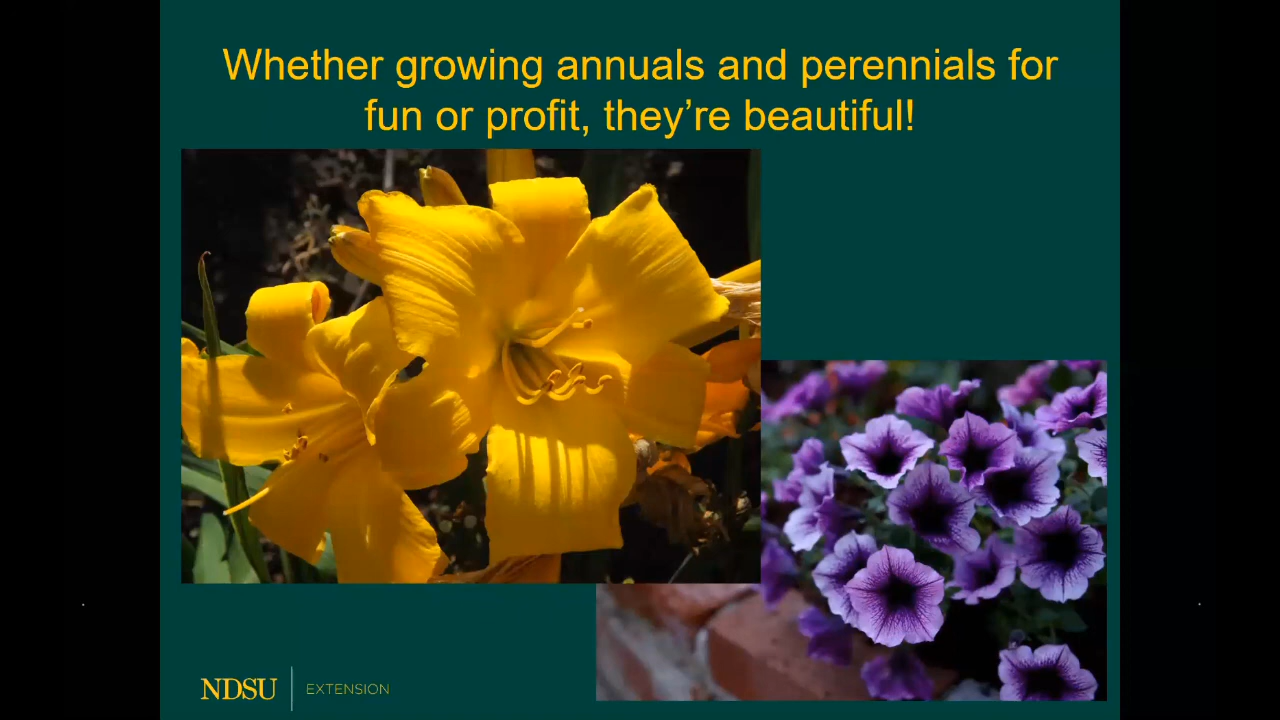 Whether growing annuals and perennials for
fun or profit, they’re beautiful!
NDSU EXTENSION